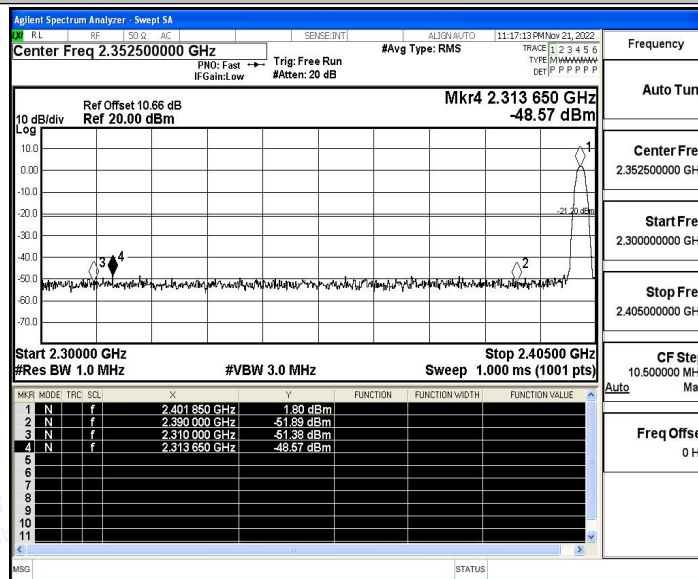 Agilent Spectrum Analyzer - Swept SA
RL RF 50 Ω AC SENSE:INT ALIGN AUTO 11:17:13 PM Nov 21, 2022
Center Freq 2.352500000 GHz #Avg Type: RMS TRACE 1 2 3 4 5 6
PNO: Fast Trig: Free Run TYPE M
IFGain:Low #Atten: 20 dB DET P P P P P P
Mkr4 2.313 650 GHz
-48.57 dBm
Ref Offset 10.66 dB
10 dB/div Ref 20.00 dBm
Log
10.0
0.00
-10.0
-20.0
-30.0
-40.0
-50.0
-60.0
-70.0
1
-21.20 dBm
2
3
4
Start 2.30000 GHz Stop 2.40500 GHz
#Res BW 1.0 MHz #VBW 3.0 MHz Sweep 1.000 ms (1001 pts)
MKR MODE TRC SCL X Y FUNCTION FUNCTION WIDTH FUNCTION VALUE
1 N f 2.401 850 GHz 1.80 dBm
2 N f 2.390 000 GHz -51.89 dBm
3 N f 2.310 000 GHz -51.38 dBm
4 N f 2.313 650 GHz -48.57 dBm
5
6
7
8
9
10
11
MSG STATUS
Frequency
Auto Tun
Center Fre
2.352500000 GH
Start Fre
2.300000000 GH
Stop Fre
2.405000000 GH
CF Ste
10.500000 MH
Auto Ma
Freq Offse
0 H